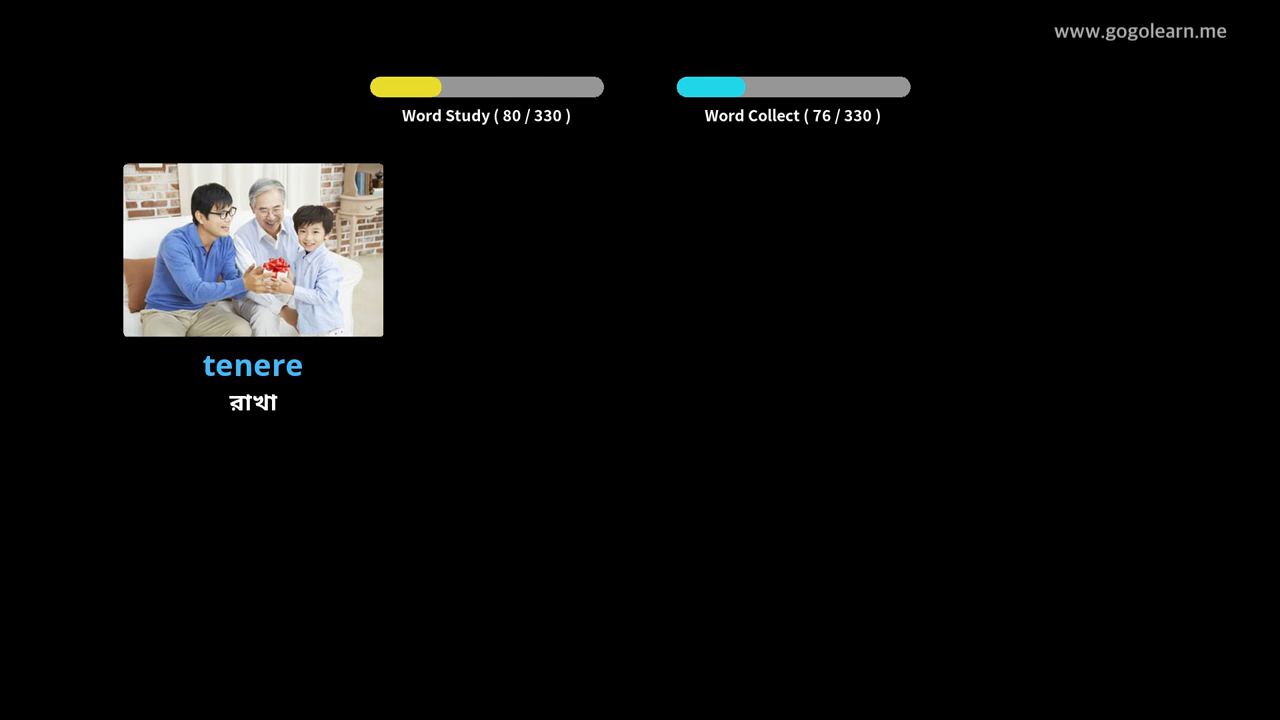 www.gogolearn.me
Word Study ( 80 / 330 )
Word Collect ( 76 / 330 )
tenere
রাখা